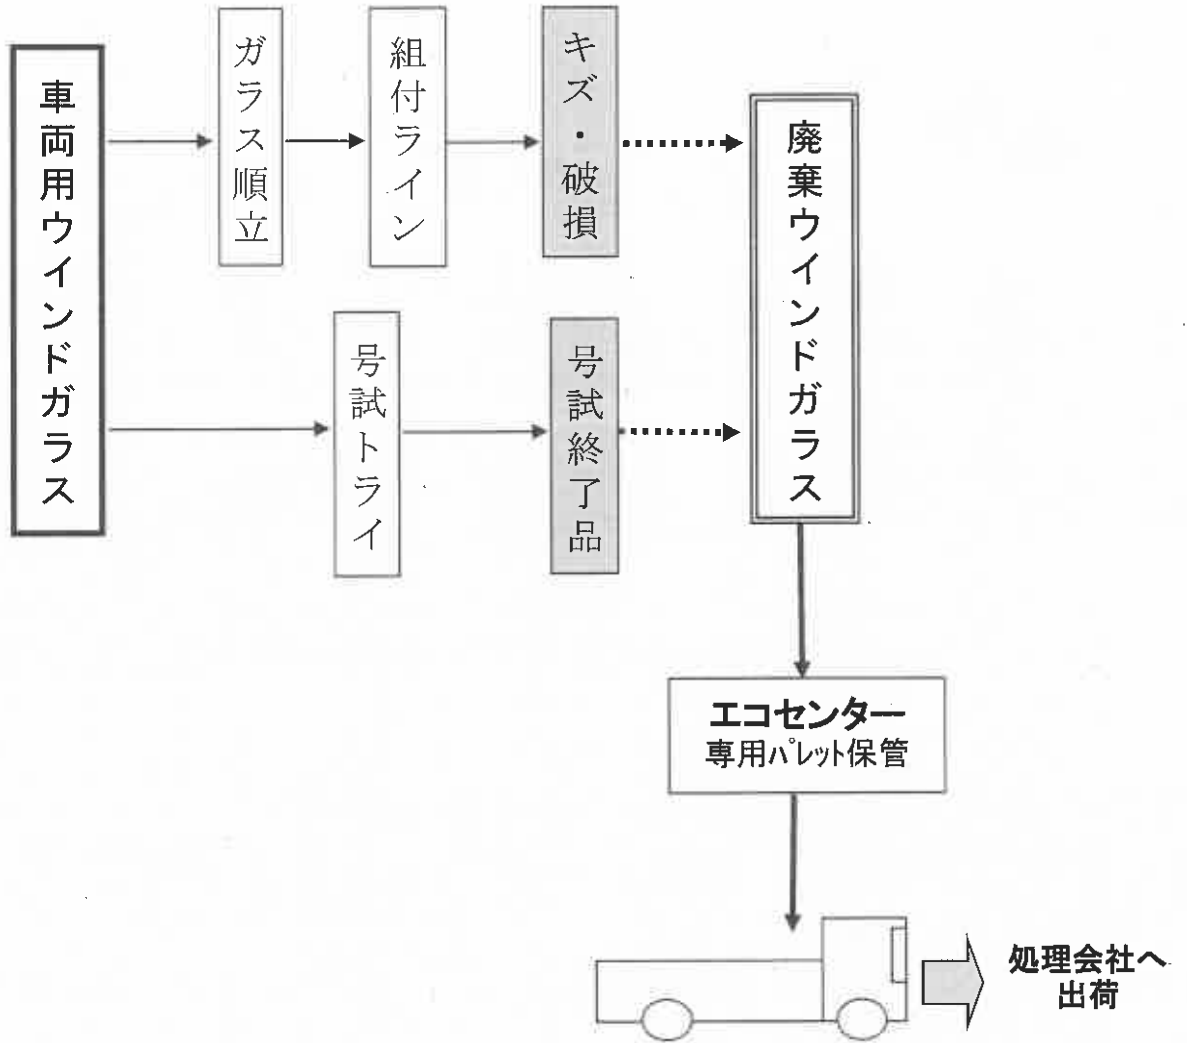 車両用ウインドガラス
ガラス順立
組付ライン
キズ・破損
号試トライ
号試終了品
廃棄ウインドガラス
エコセンター
専用パレット保管
処理会社へ
出荷